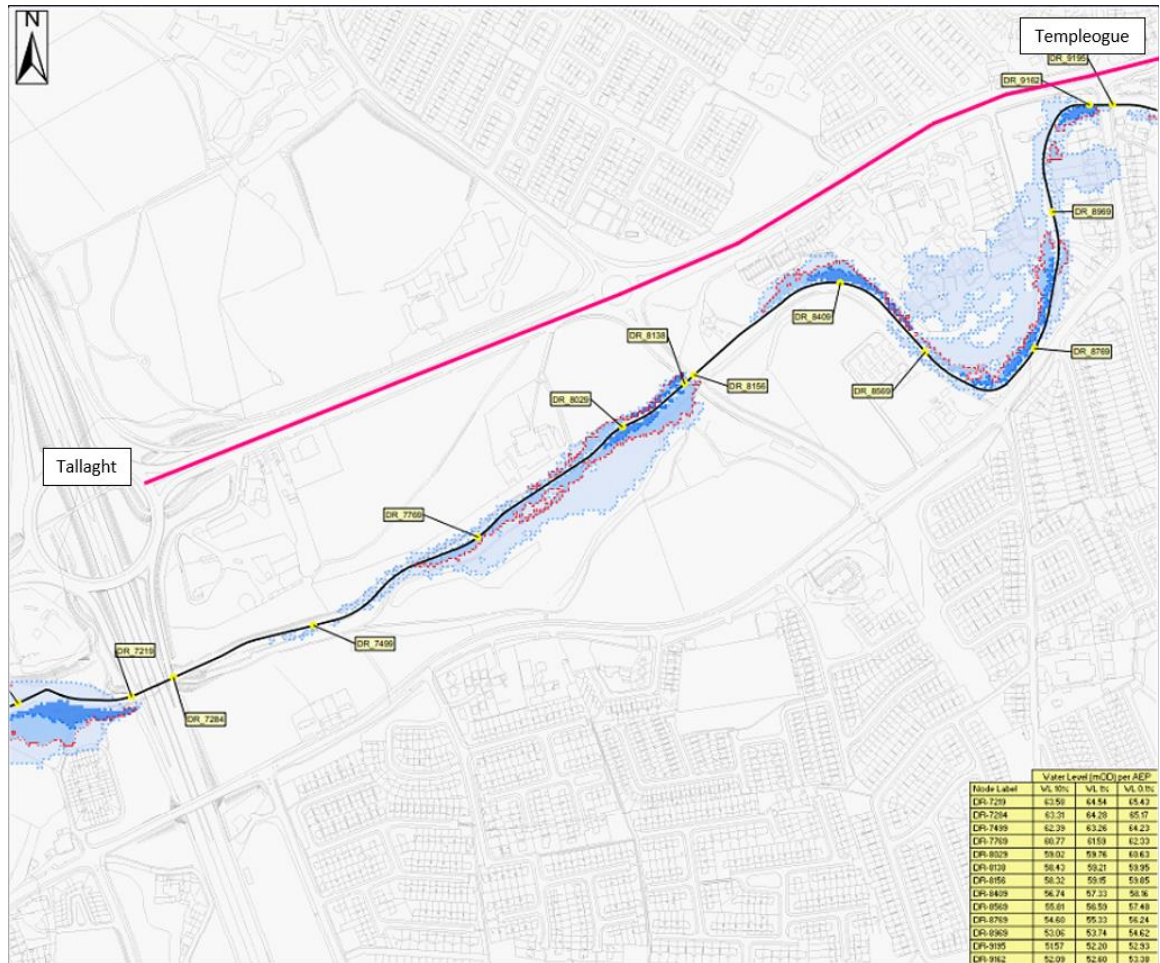 N
Templeogue
DR_9195
DR_9162
DR_8969
DR_8409
DR_8138
DR_8156
DR_8769
DR_8569
DR_8029
Tallaght
DR_7769
DR_7499
DR_7219
DR_7284
Water Level (mOD) per AEP
Node Label WL 10% WL 1% WL 0.1%
DR-7219 63.58 64.54 65.43
DR-7284 63.31 64.28 65.17
DR-7499 62.39 63.26 64.23
DR-7769 60.77 61.59 62.33
DR-8029 59.02 59.76 60.63
DR-8138 58.43 59.21 59.95
DR-8156 58.32 59.15 59.85
DR-8409 56.74 57.33 58.16
DR-8569 55.81 56.59 57.48
DR-8769 54.60 55.33 56.24
DR-8969 53.06 53.74 54.62
DR-9195 51.57 52.20 52.93
DR-9162 52.09 52.60 53.38